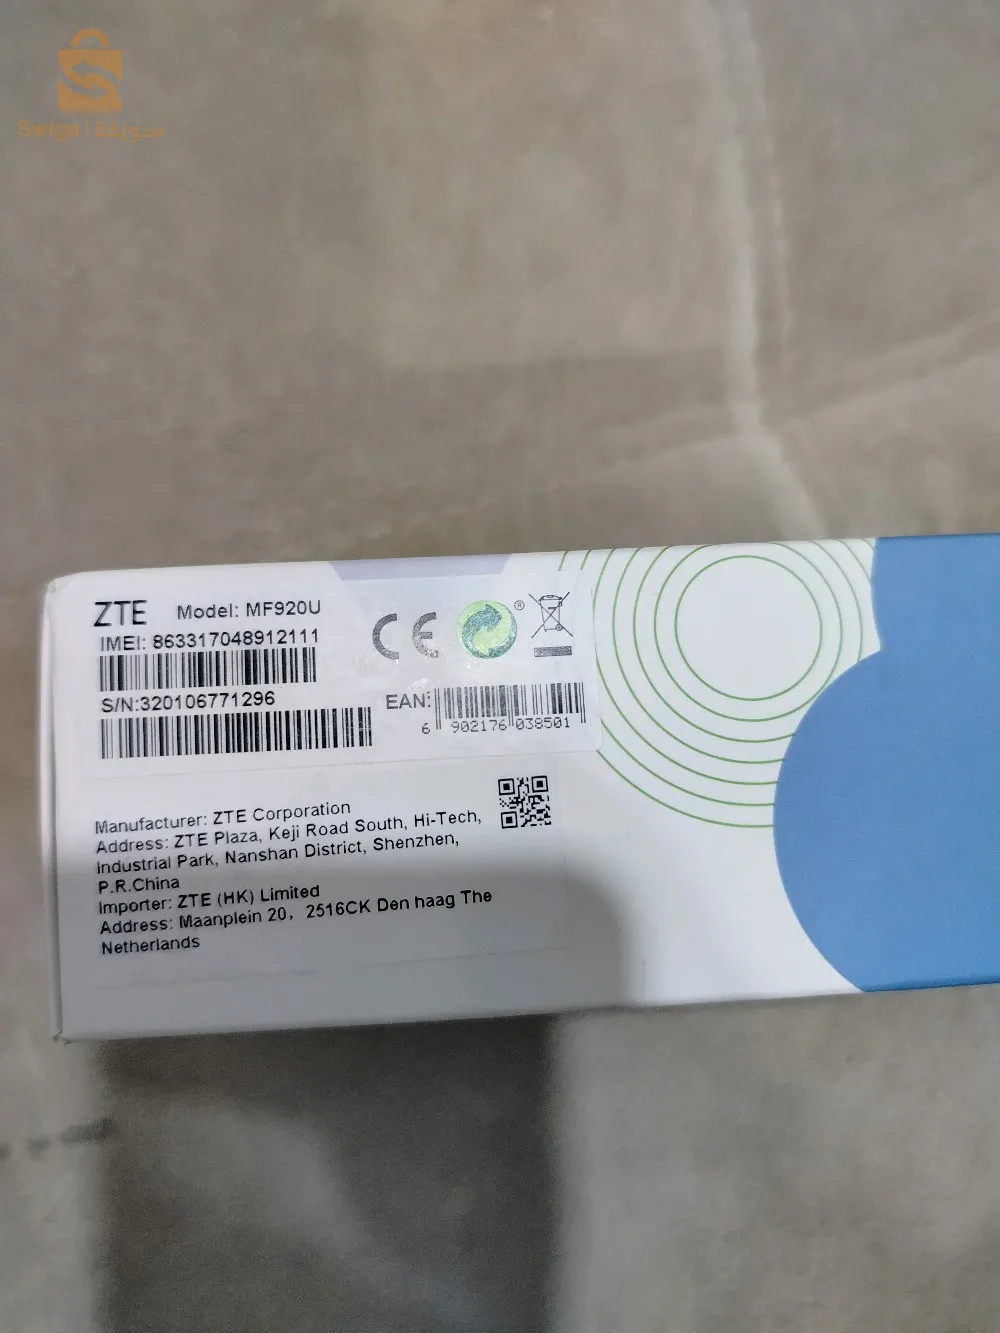 Swiqa | سويقة
ZTE Model: MF920U
IMEI: 863317048912111
S/N:320106771296
EAN:
6 902176 038501
Manufacturer: ZTE Corporation
Address: ZTE Plaza, Keji Road South, Hi-Tech,
Industrial Park, Nanshan District, Shenzhen,
P.R.China
Importer: ZTE (HK) Limited
Address: Maanplein 20, 2516CK Den haag The
Netherlands